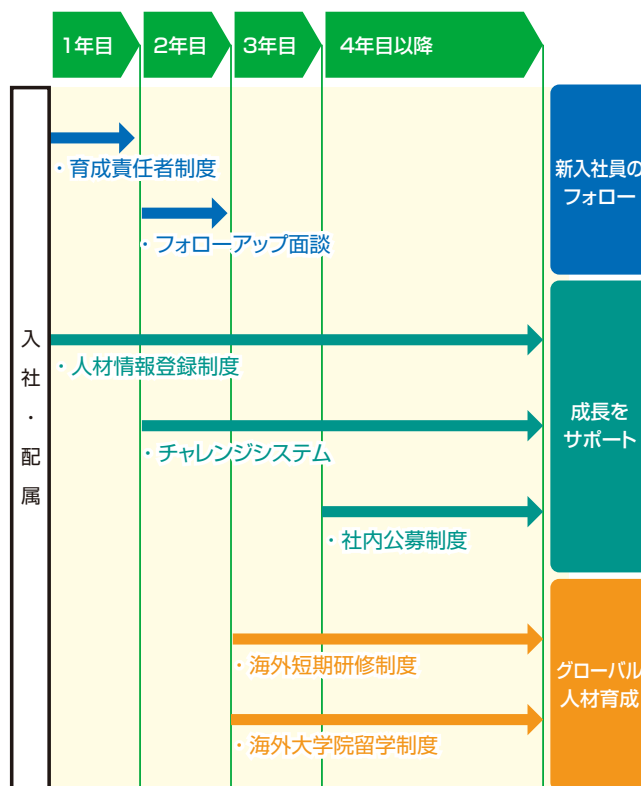 1年目
2年目
3年目
4年目以降
入社・配属
・育成責任者制度
・フォローアップ面談
新入社員の
フォロー
・人材情報登録制度
・チャレンジシステム
・社内公募制度
成長を
サポート
・海外短期研修制度
・海外大学院留学制度
グローバル
人材育成